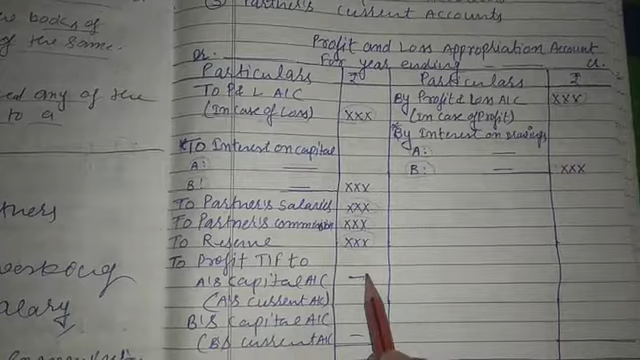 ③ Partner's Current Accounts
w books of
of the same.
Profit and Loss Appropriation Account
Dr. For year ending Cr.
Particulars ₹ Particulars ₹
To P & L A/C By Profit & Loss A/C XXX
(In case of Loss) XXX (In case of Profit)
any of the
to a
*To Interest on capital *By Interest on drawings
A: — A: —
B: — XXX B: — XXX
To Partner's salaries XXX
To Partner's commission XXX
To Reserve XXX
To Profit T/f to
A's capital A/C —
(A's current A/C)
B's capital A/C
(B's current A/C —
tners
alary